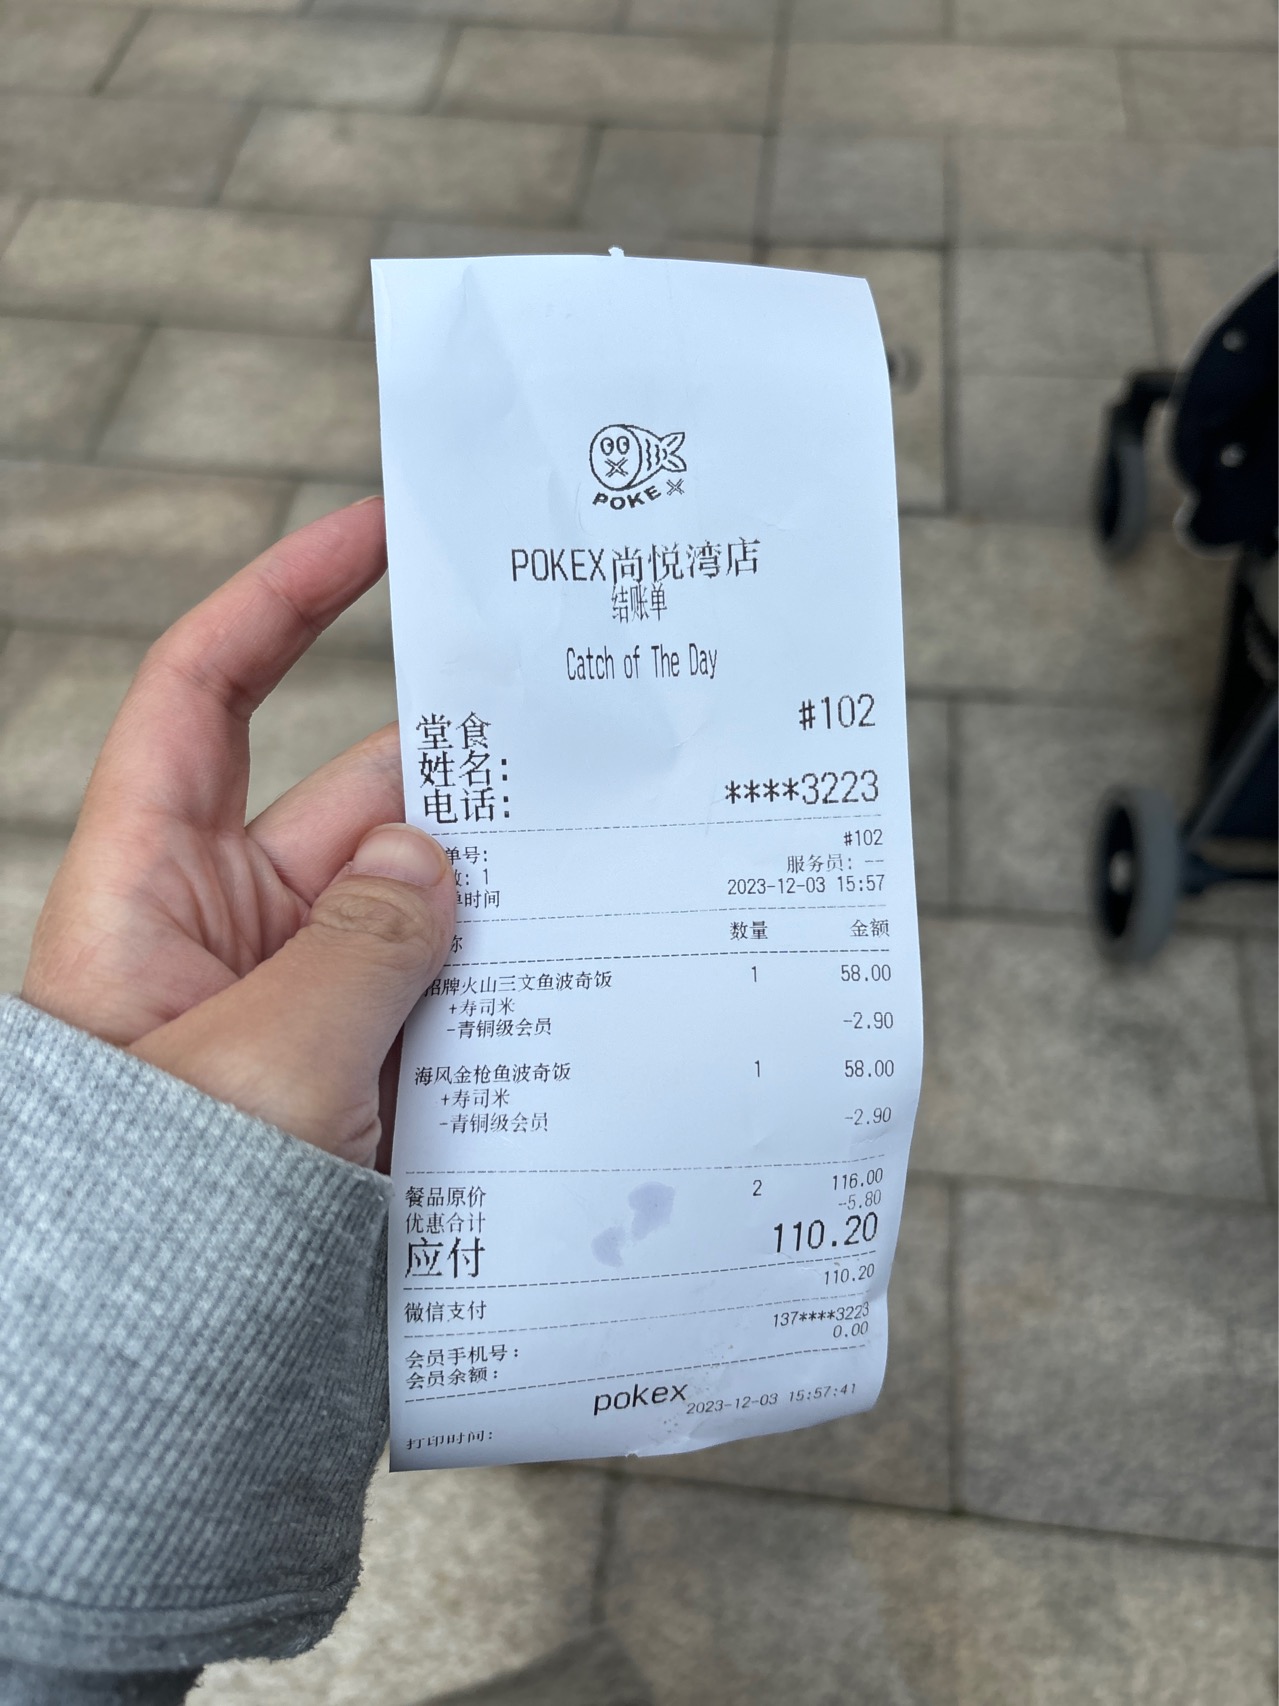 POKEX
POKEX尚悦湾店
结账单
Catch of The Day
堂食 #102
姓名:
电话: ****3223
单号: #102
数: 1 服务员: --
单时间 2023-12-03 15:57
称 数量 金额
招牌火山三文鱼波奇饭 1 58.00
+寿司米
-青铜级会员 -2.90
海风金枪鱼波奇饭 1 58.00
+寿司米
-青铜级会员 -2.90
餐品原价 2 116.00
优惠合计 -5.80
应付 110.20
微信支付 110.20
会员手机号: 137****3223
会员余额: 0.00
pokex
打印时间: 2023-12-03 15:57:41